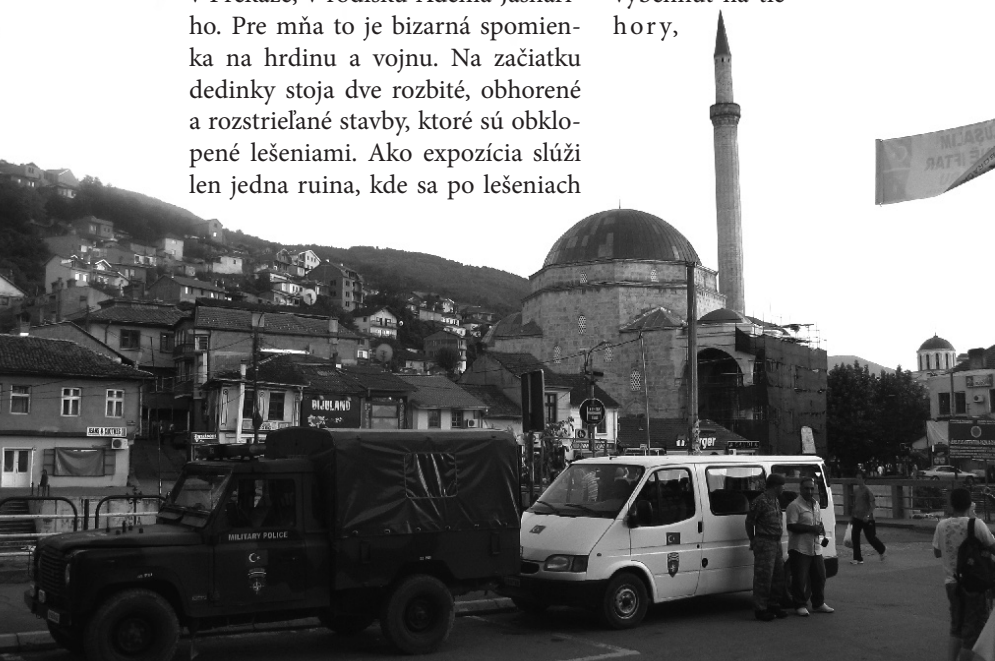 v Prekaze, v rodisku Adema Jashari-
ho. Pre mňa to je bizarná spomien-
ka na hrdinu a vojnu. Na začiatku
dedinky stoja dve rozbité, obhorené
a rozstrieľané stavby, ktoré sú obklo-
pené lešeniami. Ako expozícia slúži
len jedna ruina, kde sa po lešeniach
vybehnúť na tie
hory,
BIJULAND
MILITARY POLICE